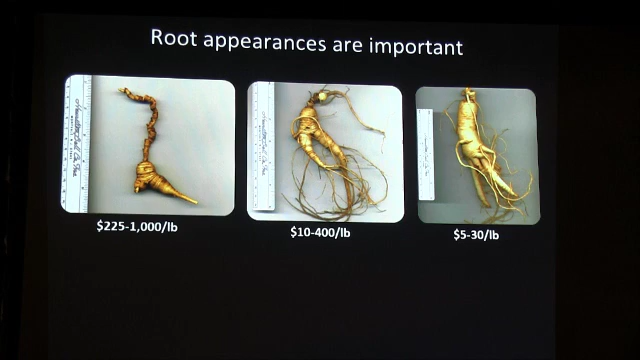 Root appearances are important
$225-1,000/lb
$10-400/lb
$5-30/lb